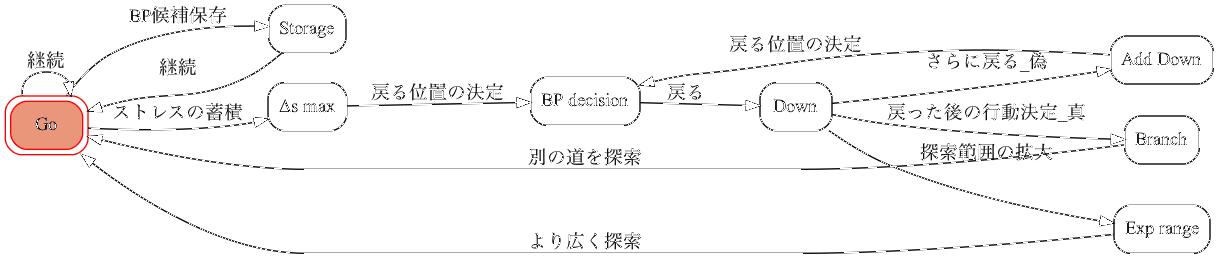 BP候補保存
Storage
継続
継続
Go
ストレスの蓄積
Δs max
戻る位置の決定
BP decision
戻る
Down
戻る位置の決定
さらに戻る_偽
Add Down
戻った後の行動決定_真
Branch
探索範囲の拡大
別の道を探索
Exp range
より広く探索